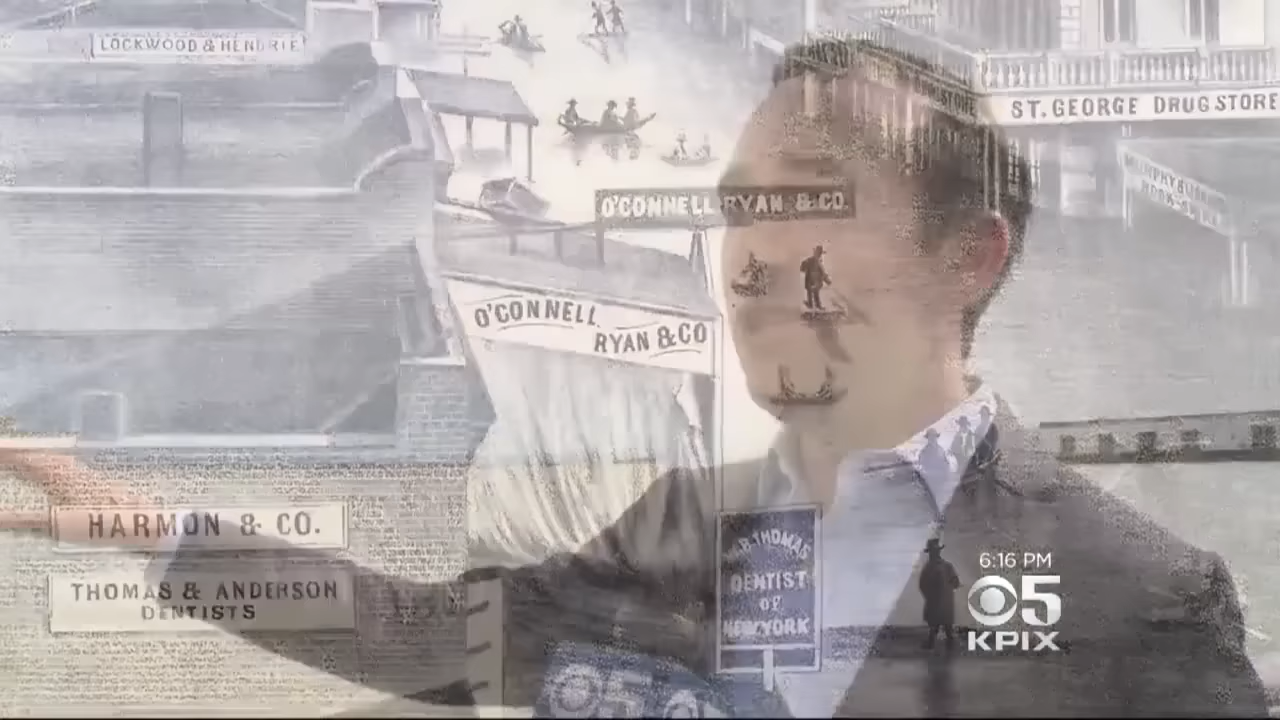 LOCKWOOD & HENDRIE
ST. GEORGE DRUG STORE
O'CONNELL RYAN & CO.
O'CONNELL
RYAN & CO
HARMON & CO.
THOMAS & ANDERSON
DENTISTS
THOMAS
DENTIST
OF
NEW YORK
6:16 PM
5
KPIX
5